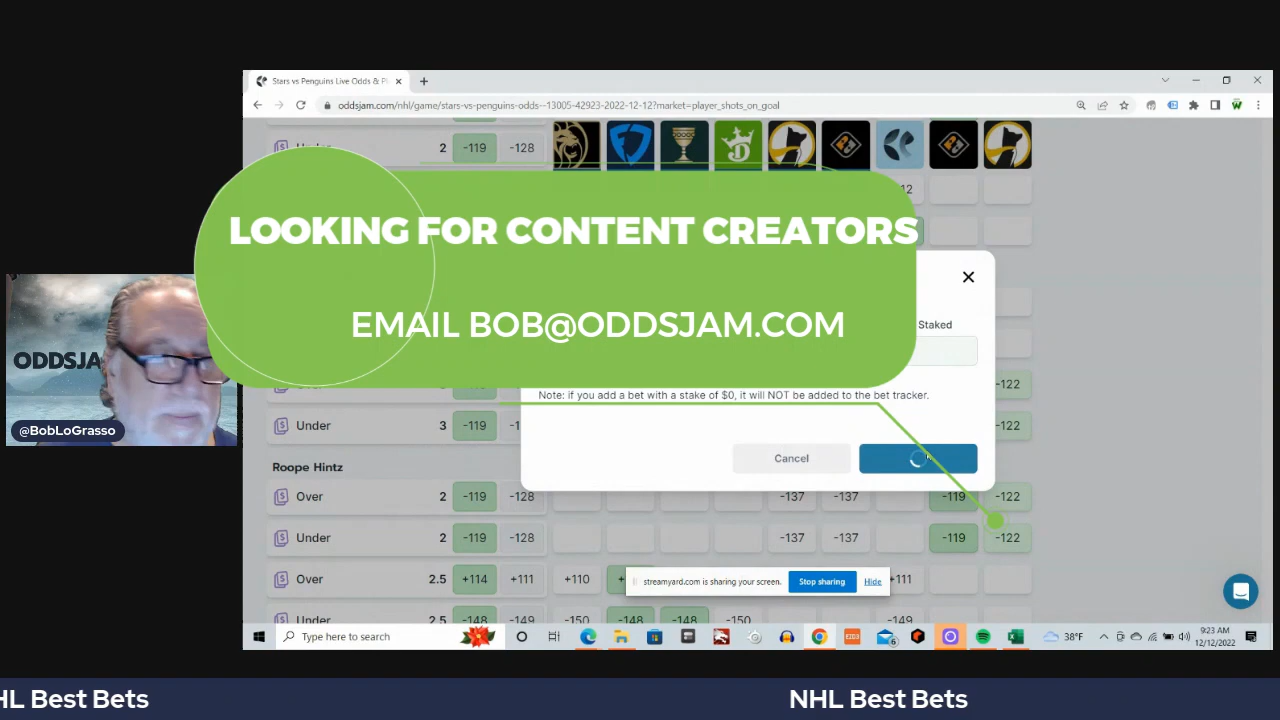 Stars vs Penguins Live Odds & Pl
oddsjam.com/nhl/game/stars-vs-penguins-odds--13005-42923-2022-12-12?market=player_shots_on_goal
2 -119 -128
LOOKING FOR CONTENT CREATORS
EMAIL BOB@ODDSJAM.COM
Staked
ODDSJA
@BobLoGrasso
-122
Note: if you add a bet with a stake of $0, it will NOT be added to the bet tracker.
Under 3 -119 -1 -122
Cancel
Roope Hintz
Over 2 -119 -128 -137 -137 -119 -122
Under 2 -119 -128 -137 -137 -119 -122
Over 2.5 +114 +111 +110 +111
streamyard.com is sharing your screen. Stop sharing Hide
Under 2.5 -148 -149 -150 -148 -148 -150 -149
Type here to search
38°F
9:23 AM
12/12/2022
HL Best Bets
NHL Best Bets